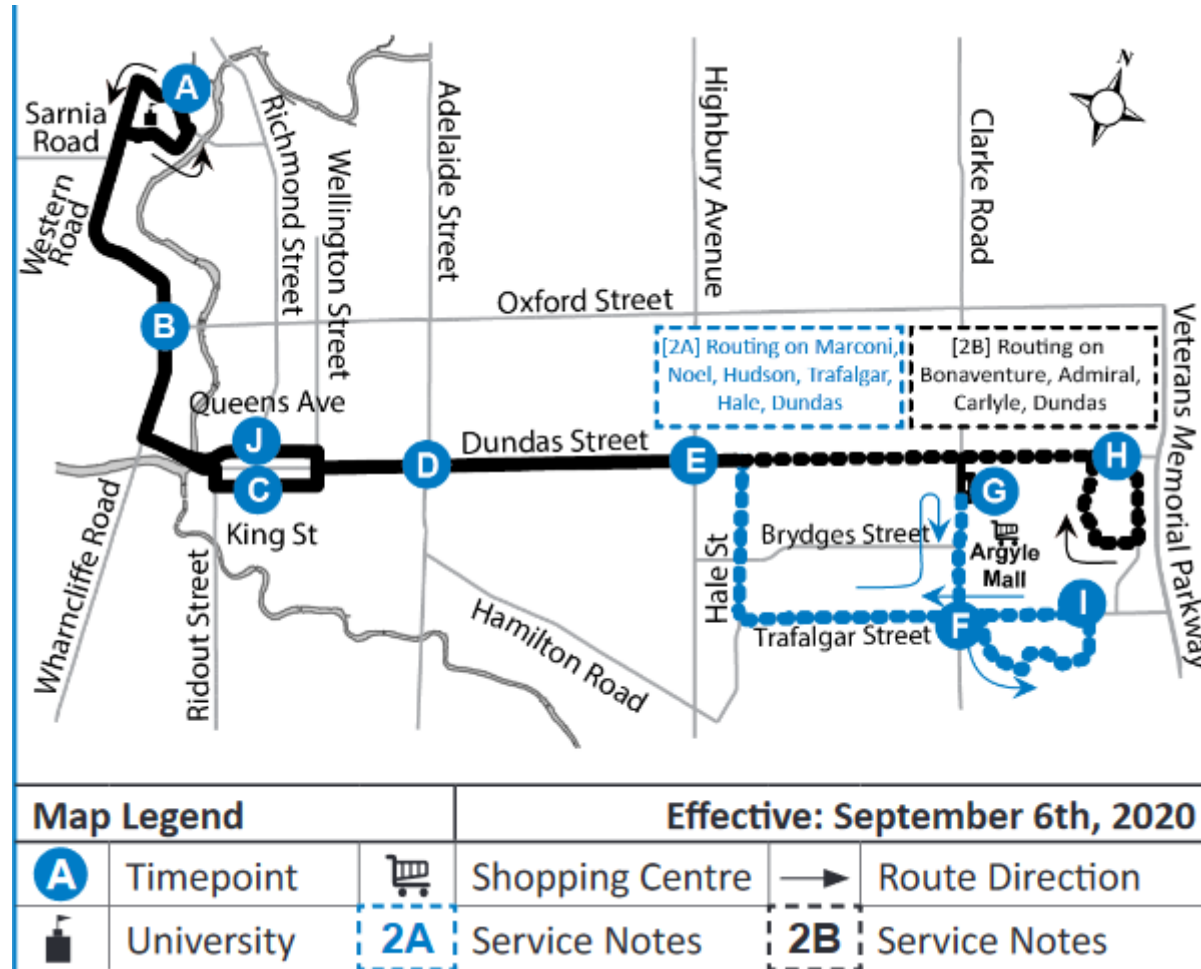 N
A
Sarnia
Road
Western
Road
Richmond Street
Wellington Street
Adelaide Street
Highbury Avenue
Clarke Road
B
Oxford Street
Veterans Memorial Parkway
[2A] Routing on Marconi,
Noel, Hudson, Trafalgar,
Hale, Dundas
[2B] Routing on
Bonaventure, Admiral,
Carlyle, Dundas
Queens Ave
J
Dundas Street
D
E
H
C
G
King St
Brydges Street
Argyle
Mall
Wharncliffe Road
Ridout Street
Hamilton Road
Hale St
Trafalgar Street
F
I
Map Legend
Effective: September 6th, 2020
A Timepoint
Shopping Centre
Route Direction
University
2A Service Notes
2B Service Notes